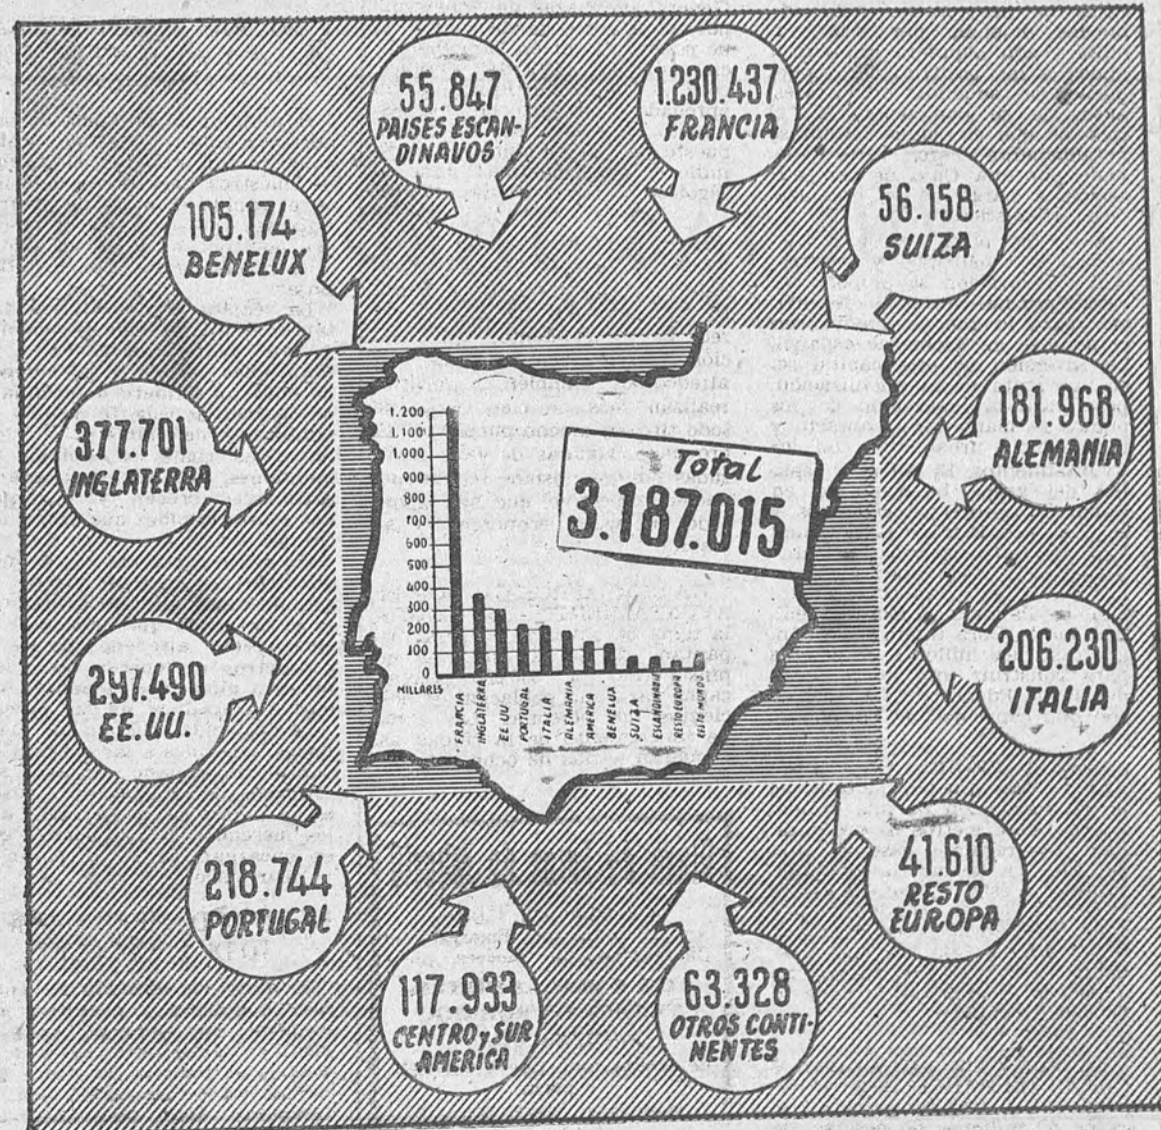 55.847
PAISES ESCAN-
DINAVOS
1.230.437
FRANCIA
105.174
BENELUX
56.158
SUIZA
377.701
INGLATERRA
181.968
ALEMANIA
297.490
EE.UU.
206.230
ITALIA
218.744
PORTUGAL
41.610
RESTO
EUROPA
117.933
CENTRO y SUR
AMERICA
63.328
OTROS CONTI-
NENTES
Total
3.187.015
1.200
1.100
1.000
900
800
700
600
500
400
300
200
100
0
MILLARES
FRANCIA
INGLATERRA
EE UU
PORTUGAL
ITALIA
ALEMANIA
AMERICA
BENELUX
SUIZA
RESTO EUROPA
RESTO MUNDO